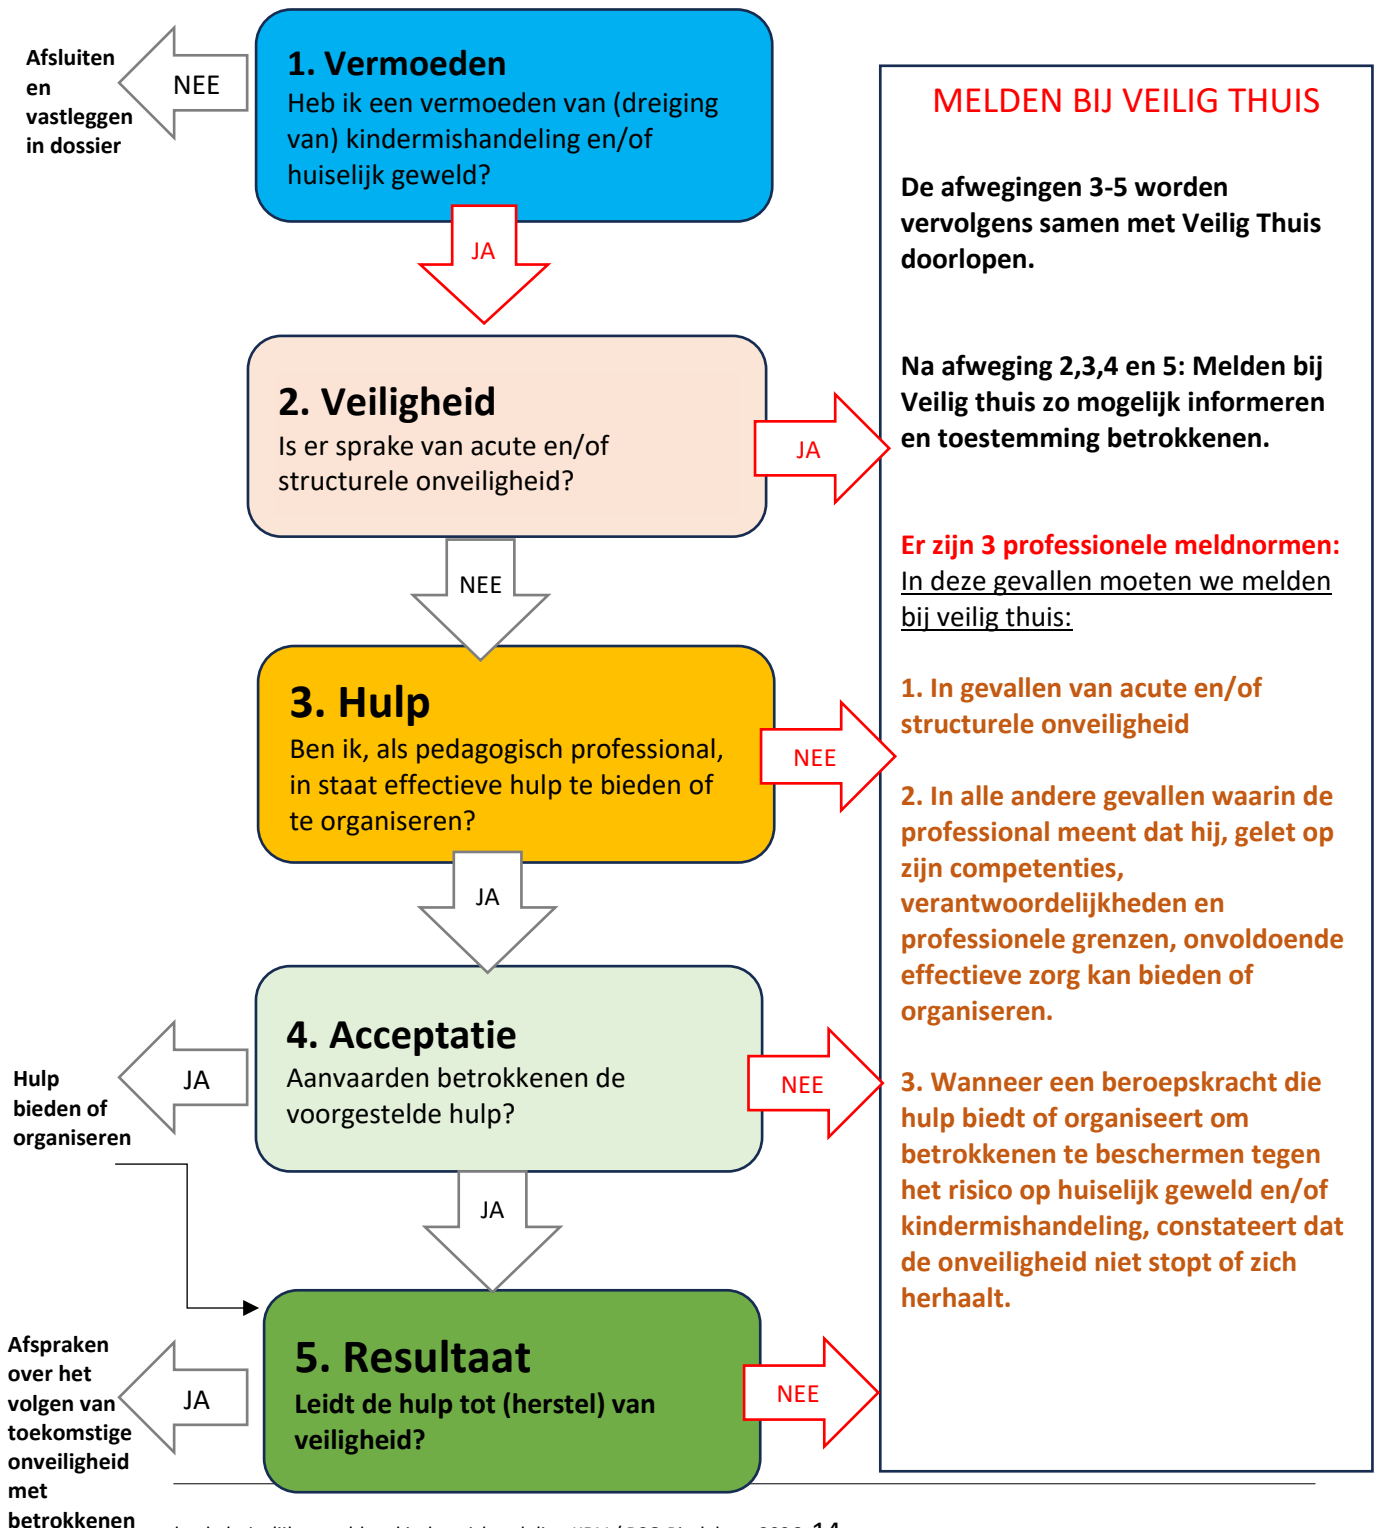 Afsluiten
en
vastleggen
in dossier
NEE
1. Vermoeden
Heb ik een vermoeden van (dreiging
van) kindermishandeling en/of
huiselijk geweld?
JA
2. Veiligheid
Is er sprake van acute en/of
structurele onveiligheid?
JA
NEE
3. Hulp
Ben ik, als pedagogisch professional,
in staat effectieve hulp te bieden of
te organiseren?
NEE
JA
4. Acceptatie
Aanvaarden betrokkenen de
voorgestelde hulp?
NEE
JA
Hulp
bieden of
organiseren
JA
5. Resultaat
Leidt de hulp tot (herstel) van
veiligheid?
NEE
JA
Afspraken
over het
volgen van
toekomstige
onveiligheid
met
betrokkenen
MELDEN BIJ VEILIG THUIS
De afwegingen 3-5 worden
vervolgens samen met Veilig Thuis
doorlopen.
Na afweging 2,3,4 en 5: Melden bij
Veilig thuis zo mogelijk informeren
en toestemming betrokkenen.
Er zijn 3 professionele meldnormen:
In deze gevallen moeten we melden
bij veilig thuis:
1. In gevallen van acute en/of
structurele onveiligheid
2. In alle andere gevallen waarin de
professional meent dat hij, gelet op
zijn competenties,
verantwoordelijkheden en
professionele grenzen, onvoldoende
effectieve zorg kan bieden of
organiseren.
3. Wanneer een beroepskracht die
hulp biedt of organiseert om
betrokkenen te beschermen tegen
het risico op huiselijk geweld en/of
kindermishandeling, constateert dat
de onveiligheid niet stopt of zich
herhaalt.
14